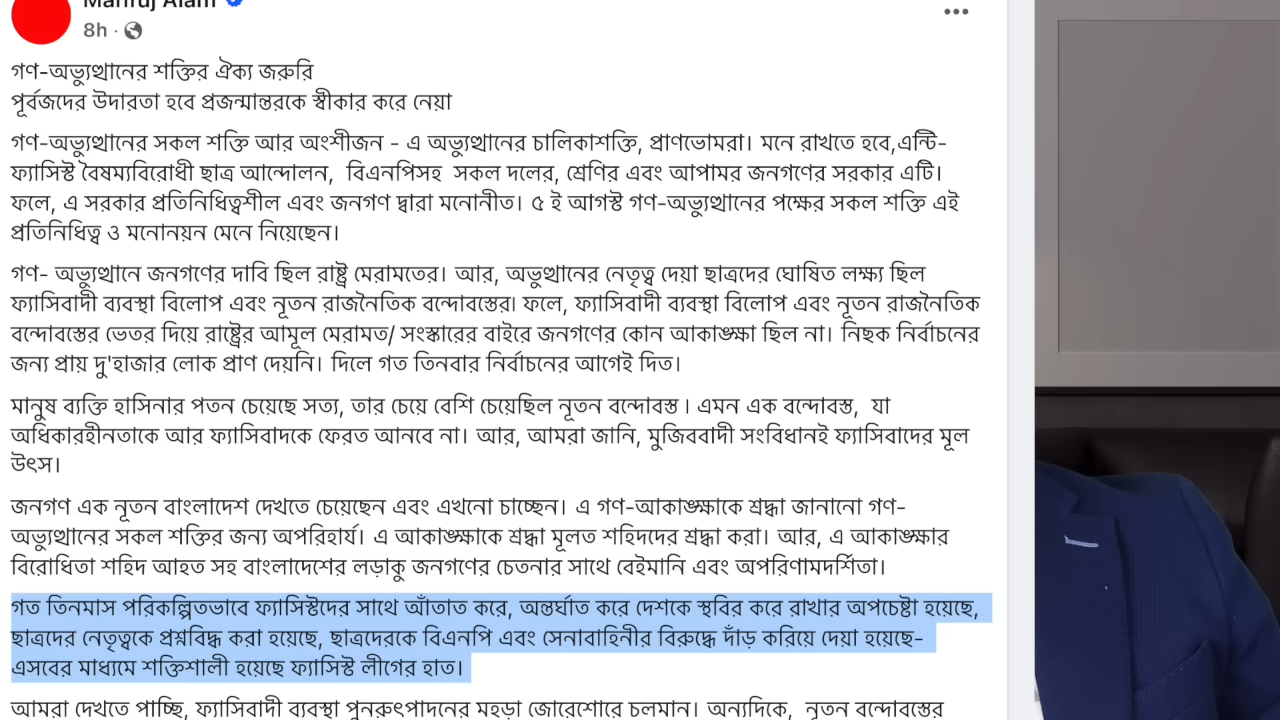 Mahfuj Alam
8h ·
গণ-অভ্যুত্থানের শক্তির ঐক্য জরুরি
পূর্বজদের উদারতা হবে প্রজন্মান্তরকে স্বীকার করে নেয়া
গণ-অভ্যুত্থানের সকল শক্তি আর অংশীজন - এ অভ্যুত্থানের চালিকাশক্তি, প্রাণভোমরা। মনে রাখতে হবে,এন্টি-
ফ্যাসিস্ট বৈষম্যবিরোধী ছাত্র আন্দোলন, বিএনপিসহ সকল দলের, শ্রেণির এবং আপামর জনগণের সরকার এটি।
ফলে, এ সরকার প্রতিনিধিত্বশীল এবং জনগণ দ্বারা মনোনীত। ৫ ই আগস্ট গণ-অভ্যুত্থানের পক্ষের সকল শক্তি এই
প্রতিনিধিত্ব ও মনোনয়ন মেনে নিয়েছেন।
গণ- অভ্যুত্থানে জনগণের দাবি ছিল রাষ্ট্র মেরামতের। আর, অভুত্থানের নেতৃত্ব দেয়া ছাত্রদের ঘোষিত লক্ষ্য ছিল
ফ্যাসিবাদী ব্যবস্থা বিলোপ এবং নূতন রাজনৈতিক বন্দোবস্তের৷ ফলে, ফ্যাসিবাদী ব্যবস্থা বিলোপ এবং নূতন রাজনৈতিক
বন্দোবস্তের ভেতর দিয়ে রাষ্ট্রের আমূল মেরামত/ সংস্কারের বাইরে জনগণের কোন আকাঙ্ক্ষা ছিল না। নিছক নির্বাচনের
জন্য প্রায় দু'হাজার লোক প্রাণ দেয়নি। দিলে গত তিনবার নির্বাচনের আগেই দিত।
মানুষ ব্যক্তি হাসিনার পতন চেয়েছে সত্য, তার চেয়ে বেশি চেয়েছিল নূতন বন্দোবস্ত । এমন এক বন্দোবস্ত, যা
অধিকারহীনতাকে আর ফ্যাসিবাদকে ফেরত আনবে না। আর, আমরা জানি, মুজিববাদী সংবিধানই ফ্যাসিবাদের মূল
উৎস।
জনগণ এক নূতন বাংলাদেশ দেখতে চেয়েছেন এবং এখনো চাচ্ছেন। এ গণ-আকাঙ্ক্ষাকে শ্রদ্ধা জানানো গণ-
অভ্যুত্থানের সকল শক্তির জন্য অপরিহার্য। এ আকাঙ্ক্ষাকে শ্রদ্ধা মূলত শহিদদের শ্রদ্ধা করা। আর, এ আকাঙ্ক্ষার
বিরোধিতা শহিদ আহত সহ বাংলাদেশের লড়াকু জনগণের চেতনার সাথে বেইমানি এবং অপরিণামদর্শিতা।
গত তিনমাস পরিকল্পিতভাবে ফ্যাসিস্টদের সাথে আঁতাত করে, অন্তর্ঘাত করে দেশকে স্থবির করে রাখার অপচেষ্টা হয়েছে,
ছাত্রদের নেতৃত্বকে প্রশ্নবিদ্ধ করা হয়েছে, ছাত্রদেরকে বিএনপি এবং সেনাবাহিনীর বিরুদ্ধে দাঁড় করিয়ে দেয়া হয়েছে-
এসবের মাধ্যমে শক্তিশালী হয়েছে ফ্যাসিস্ট লীগের হাত।
আমরা দেখতে পাচ্ছি, ফ্যাসিবাদী ব্যবস্থা পুনরুৎপাদনের মহড়া জোরেশোরে চলমান। অন্যদিকে, নূতন বন্দোবস্তের